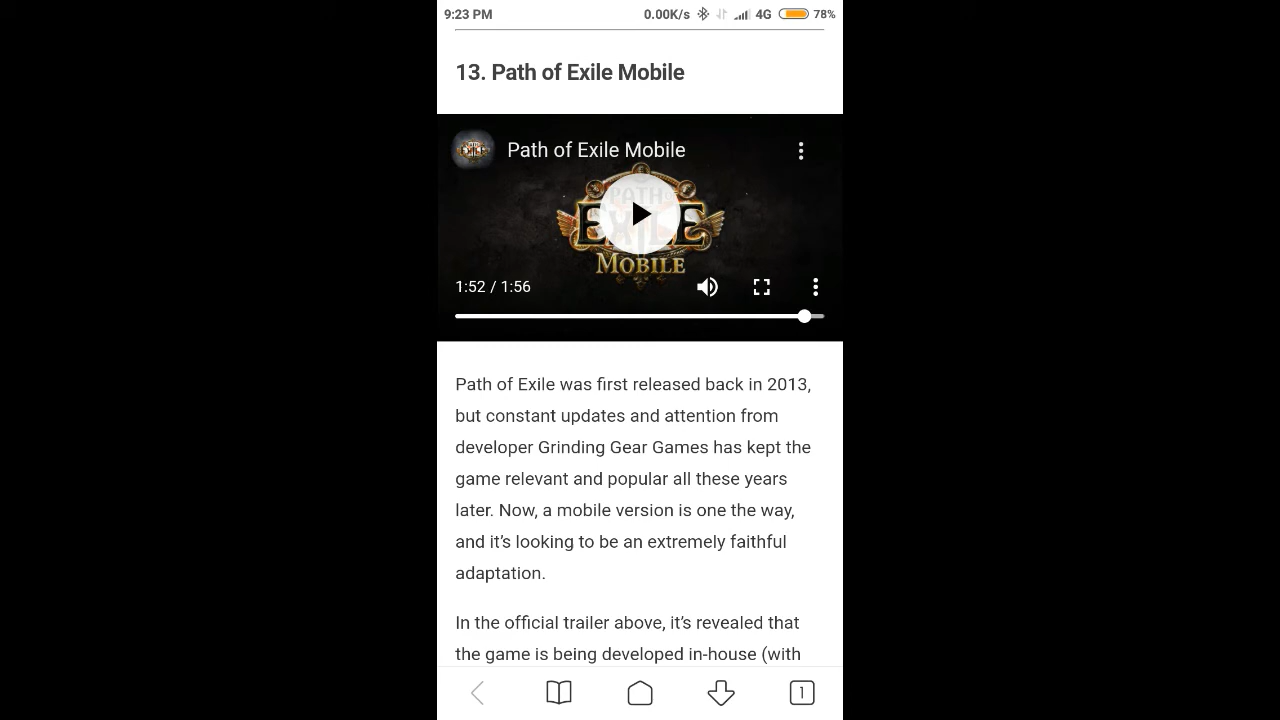 9:23 PM 0.00K/s 4G 78%
13. Path of Exile Mobile
EXILE
Path of Exile Mobile
PATH OF
EXILE
MOBILE
1:52 / 1:56
Path of Exile was first released back in 2013,
but constant updates and attention from
developer Grinding Gear Games has kept the
game relevant and popular all these years
later. Now, a mobile version is one the way,
and it’s looking to be an extremely faithful
adaptation.
In the official trailer above, it’s revealed that
the game is being developed in-house (with
1